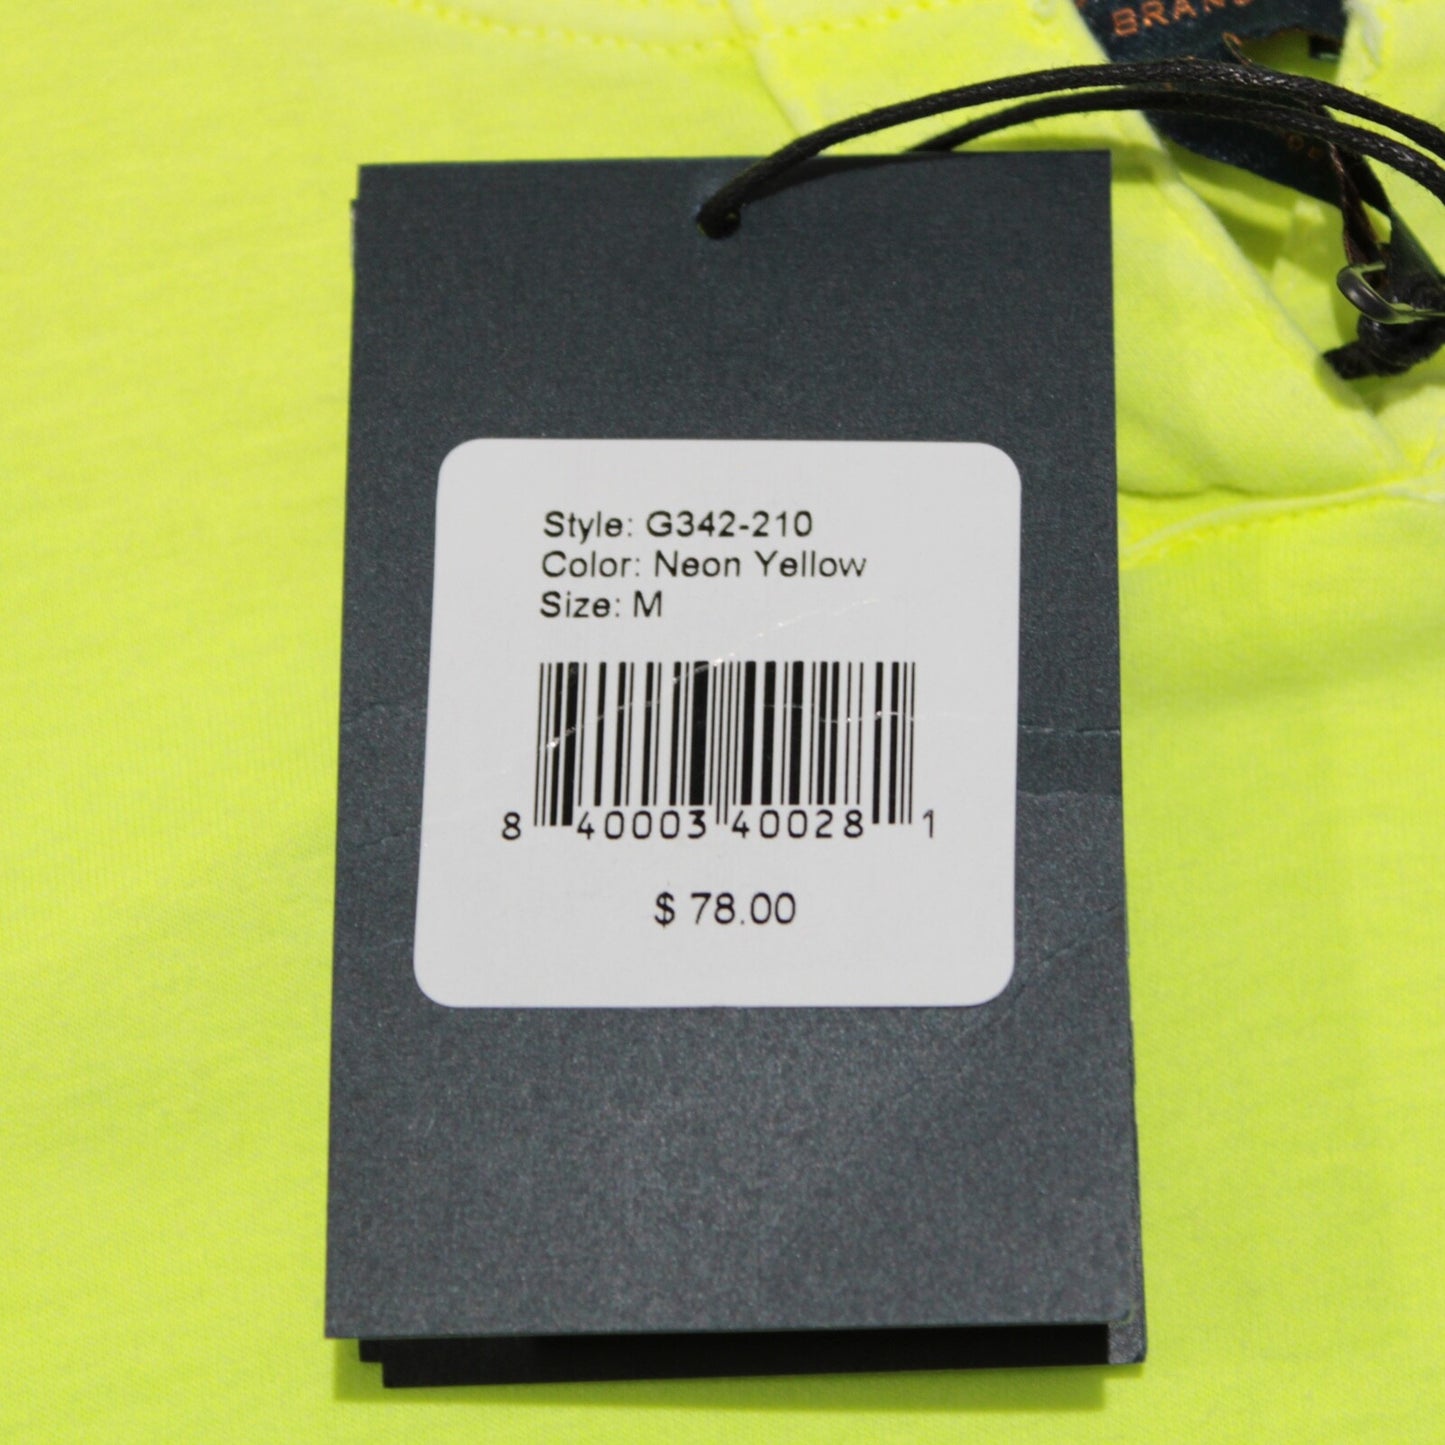 Style: G342-210
Color: Neon Yellow
Size: M
8 40003 40028 1
$ 78.00